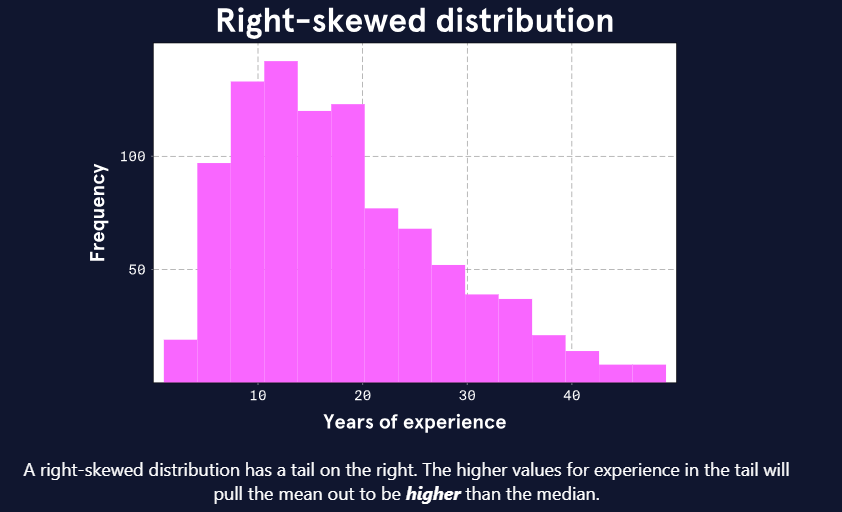 Right-skewed distribution
100
50
Frequency
10 20 30 40
Years of experience
A right-skewed distribution has a tail on the right. The higher values for experience in the tail will
pull the mean out to be higher than the median.